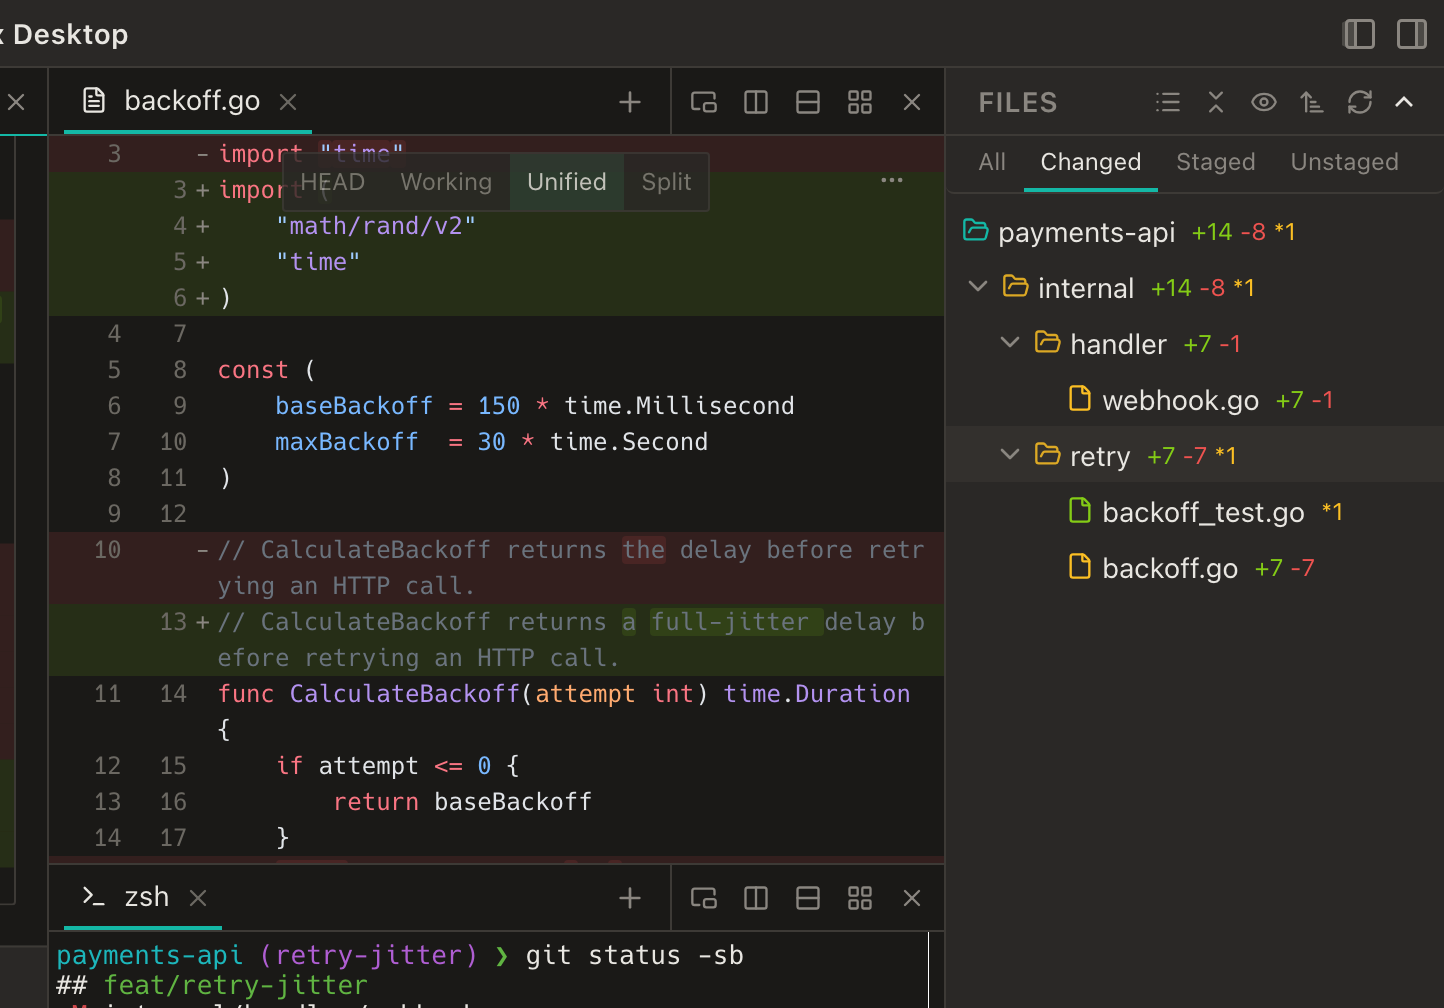 Desktop
backoff.go
3 - import "time"
3 + import (
HEAD Working Unified Split
4 + "math/rand/v2"
5 + "time"
6 + )
4 7
5 8 const (
6 9 baseBackoff = 150 * time.Millisecond
7 10 maxBackoff = 30 * time.Second
8 11 )
9 12
10 - // CalculateBackoff returns the delay before retr
ying an HTTP call.
13 + // CalculateBackoff returns a full-jitter delay b
efore retrying an HTTP call.
11 14 func CalculateBackoff(attempt int) time.Duration
{
12 15 if attempt <= 0 {
13 16 return baseBackoff
14 17 }
zsh
payments-api (retry-jitter) ❯ git status -sb
## feat/retry-jitter
FILES
All Changed Staged Unstaged
payments-api +14 -8 *1
internal +14 -8 *1
handler +7 -1
webhook.go +7 -1
retry +7 -7 *1
backoff_test.go *1
backoff.go +7 -7